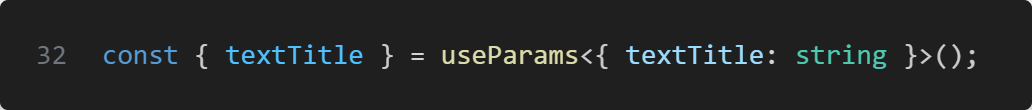 32 const { textTitle } = useParams<{ textTitle: string }>();